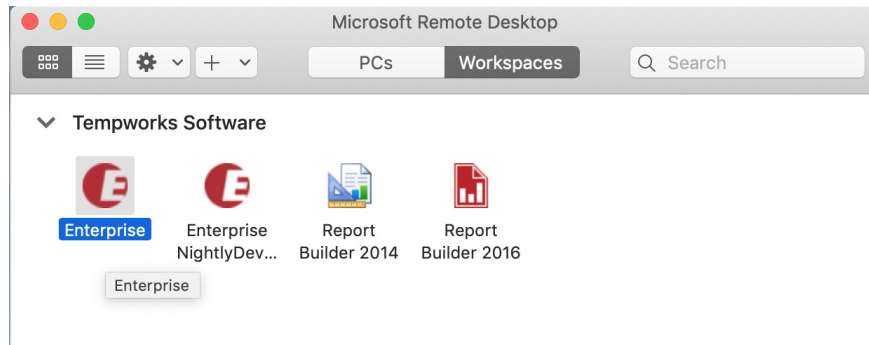 Microsoft Remote Desktop
PCs
Workspaces
Search
Tempworks Software
Enterprise
Enterprise
NightlyDev...
Report
Builder 2014
Report
Builder 2016
Enterprise